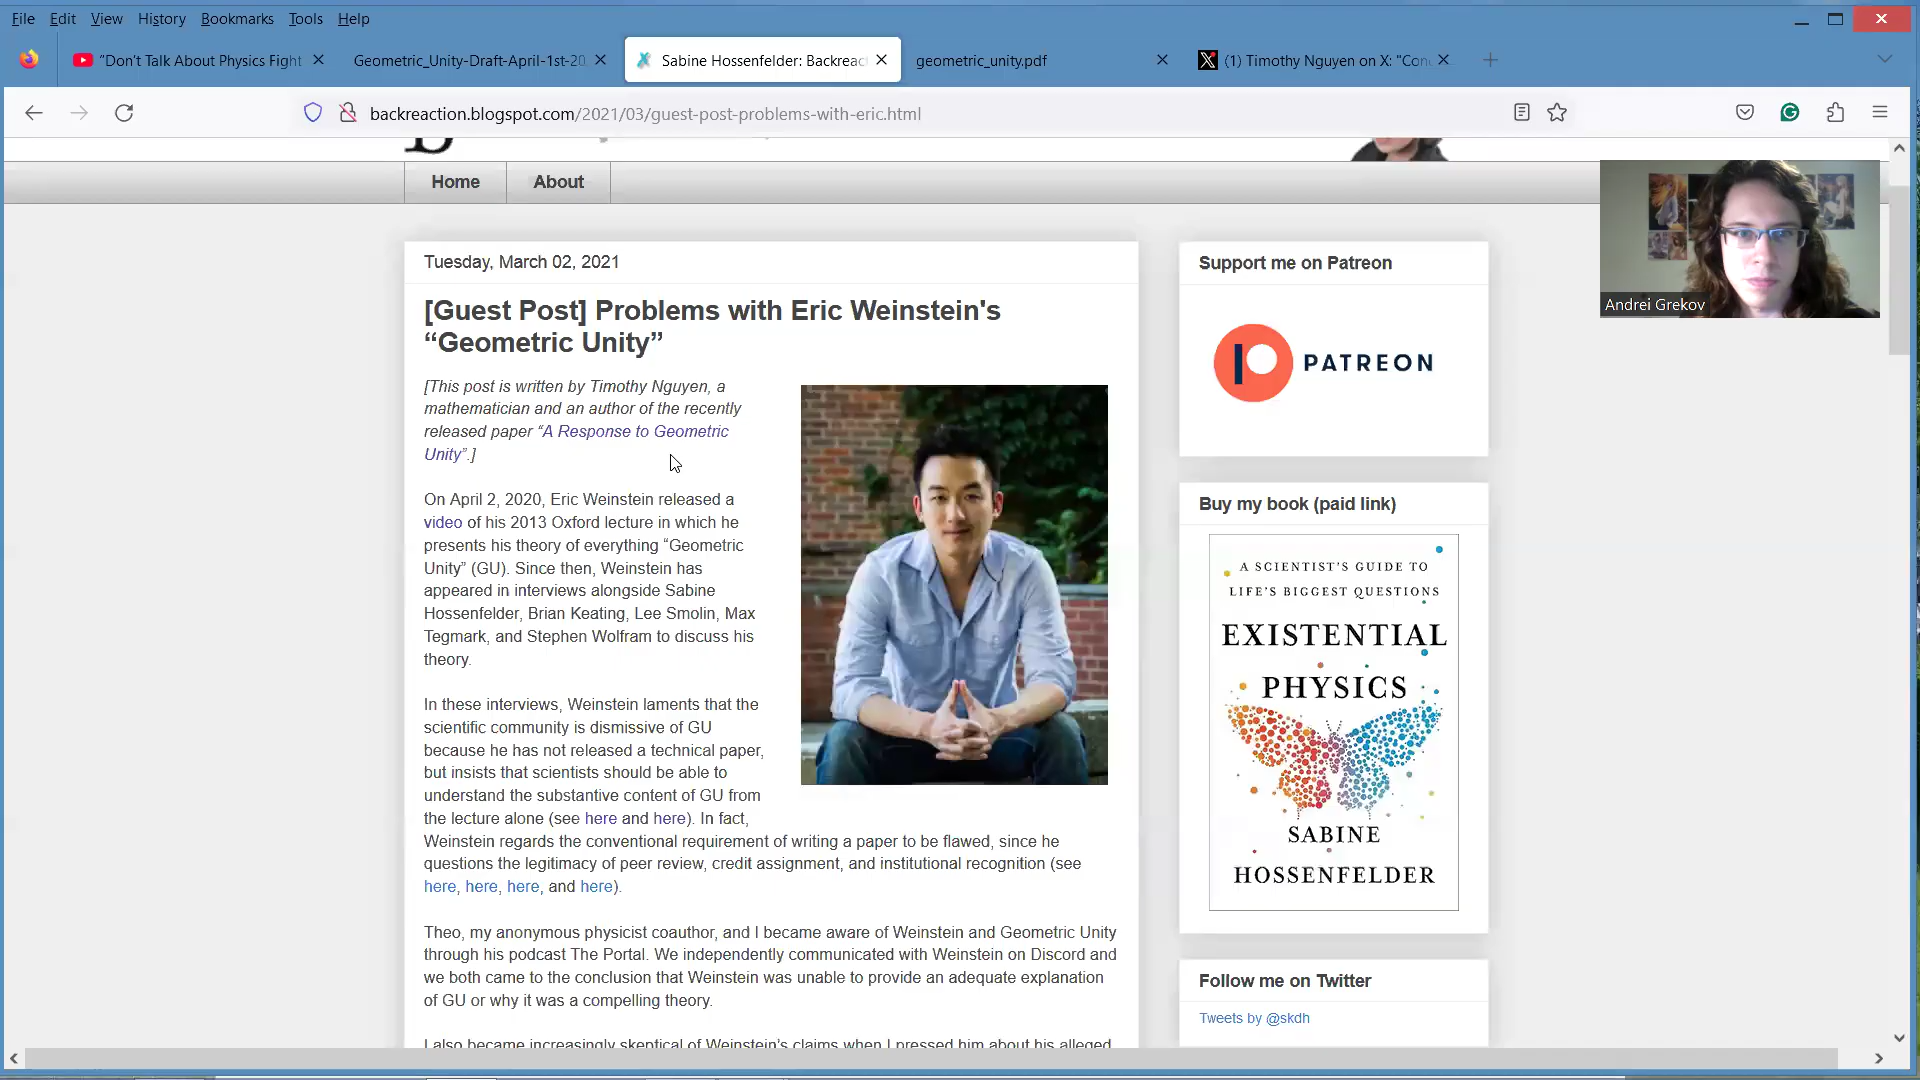 File Edit View History Bookmarks Tools Help
"Don't Talk About Physics Fight
Geometric_Unity-Draft-April-1st-20
Sabine Hossenfelder: Backreac
geometric_unity.pdf
(1) Timothy Nguyen on X: "Con
backreaction.blogspot.com/2021/03/guest-post-problems-with-eric.html
Home About
Andrei Grekov
Tuesday, March 02, 2021
[Guest Post] Problems with Eric Weinstein's
“Geometric Unity”
[This post is written by Timothy Nguyen, a
mathematician and an author of the recently
released paper “A Response to Geometric
Unity”.]
On April 2, 2020, Eric Weinstein released a
video of his 2013 Oxford lecture in which he
presents his theory of everything “Geometric
Unity” (GU). Since then, Weinstein has
appeared in interviews alongside Sabine
Hossenfelder, Brian Keating, Lee Smolin, Max
Tegmark, and Stephen Wolfram to discuss his
theory.
In these interviews, Weinstein laments that the
scientific community is dismissive of GU
because he has not released a technical paper,
but insists that scientists should be able to
understand the substantive content of GU from
the lecture alone (see here and here). In fact,
Weinstein regards the conventional requirement of writing a paper to be flawed, since he
questions the legitimacy of peer review, credit assignment, and institutional recognition (see
here, here, here, and here).
Theo, my anonymous physicist coauthor, and I became aware of Weinstein and Geometric Unity
through his podcast The Portal. We independently communicated with Weinstein on Discord and
we both came to the conclusion that Weinstein was unable to provide an adequate explanation
of GU or why it was a compelling theory.
I also became increasingly skeptical of Weinstein's claims when I pressed him about his alleged
Support me on Patreon
PATREON
Buy my book (paid link)
A SCIENTIST'S GUIDE TO
LIFE'S BIGGEST QUESTIONS
EXISTENTIAL
PHYSICS
SABINE
HOSSENFELDER
Follow me on Twitter
Tweets by @skdh